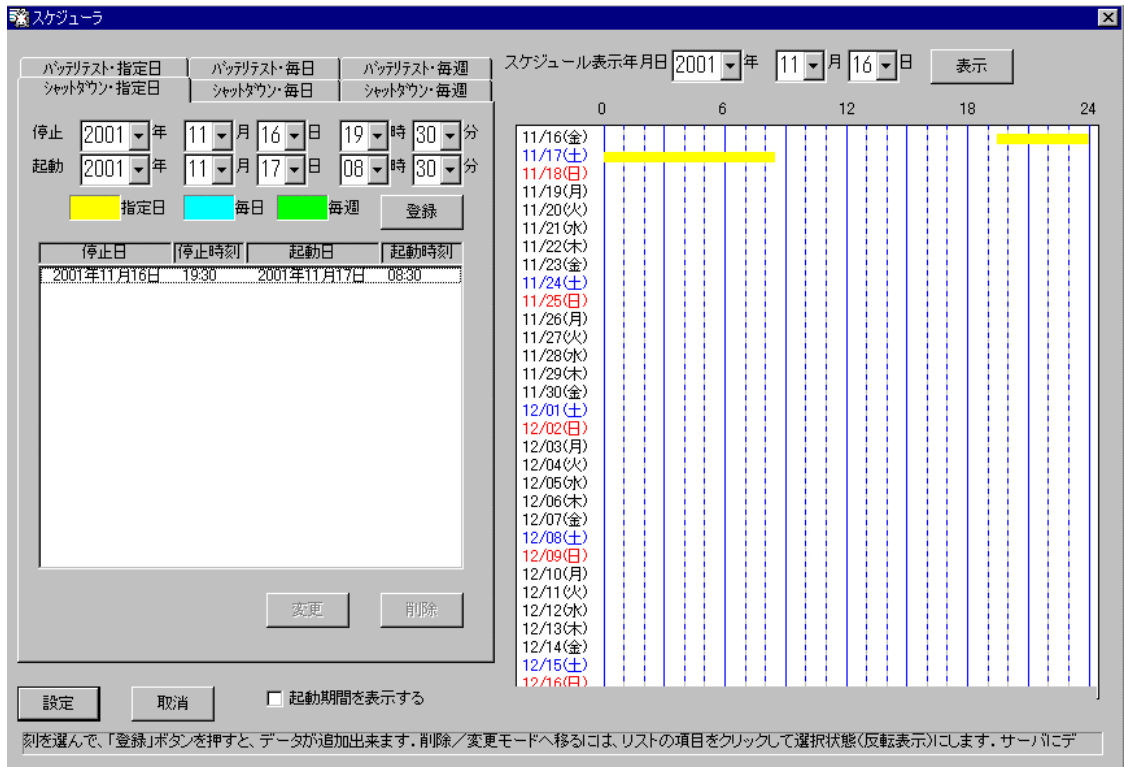 スケジューラ
バッテリテスト・指定日 バッテリテスト・毎日 バッテリテスト・毎週
シャットダウン・指定日 シャットダウン・毎日 シャットダウン・毎週
停止 2001 年 11 月 16 日 19 時 30 分
起動 2001 年 11 月 17 日 08 時 30 分
指定日 毎日 毎週 登録
停止日 停止時刻 起動日 起動時刻
2001年11月16日 19:30 2001年11月17日 08:30
変更 削除
スケジュール表示年月日 2001 年 11 月 16 日 表示
0 6 12 18 24
11/16(金)
11/17(土)
11/18(日)
11/19(月)
11/20(火)
11/21(水)
11/22(木)
11/23(金)
11/24(土)
11/25(日)
11/26(月)
11/27(火)
11/28(水)
11/29(木)
11/30(金)
12/01(土)
12/02(日)
12/03(月)
12/04(火)
12/05(水)
12/06(木)
12/07(金)
12/08(土)
12/09(日)
12/10(月)
12/11(火)
12/12(水)
12/13(木)
12/14(金)
12/15(土)
12/16(日)
設定 取消 起動期間を表示する
刻を選んで、「登録」ボタンを押すと、データが追加出来ます．削除／変更モードへ移るには、リストの項目をクリックして選択状態(反転表示)にします．サーバにデ